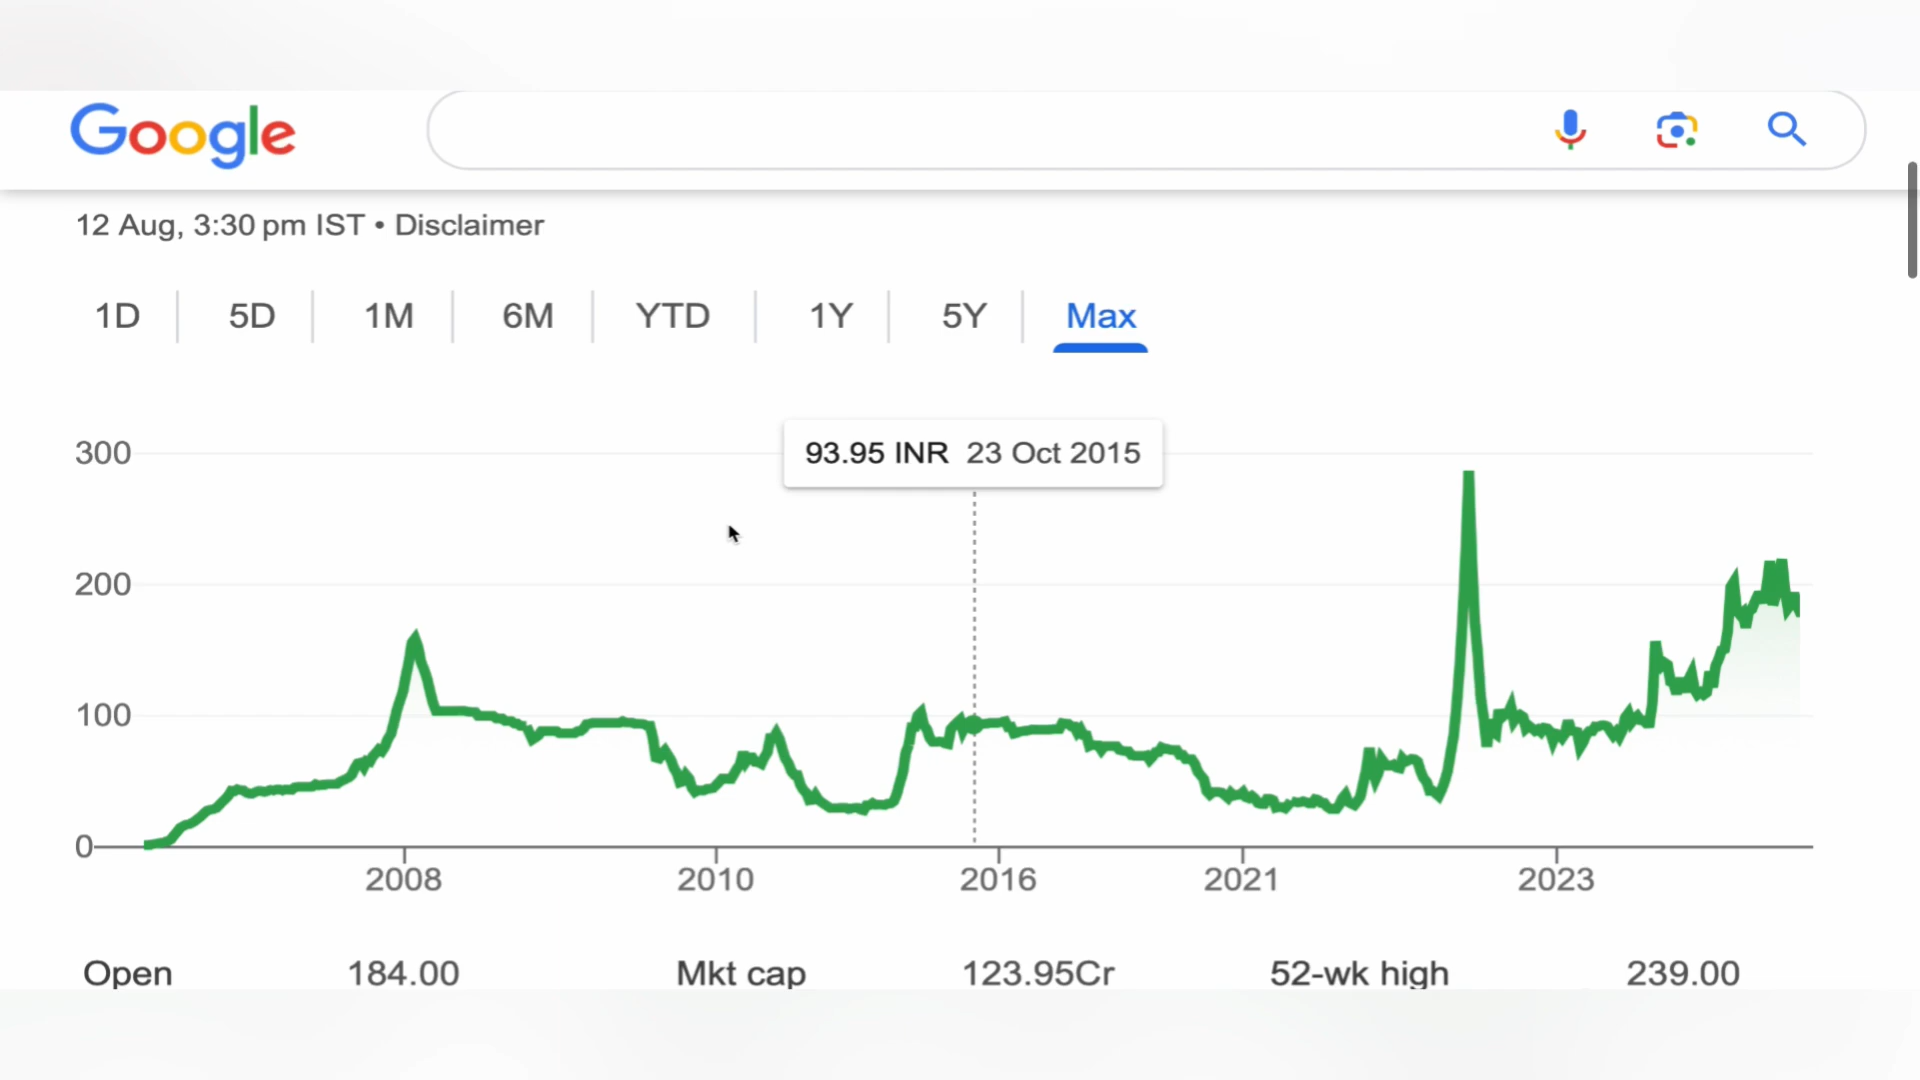 Google
12 Aug, 3:30 pm IST • Disclaimer
1D 5D 1M 6M YTD 1Y 5Y Max
93.95 INR 23 Oct 2015
300
200
100
0
2008 2010 2016 2021 2023
Open 184.00 Mkt cap 123.95Cr 52-wk high 239.00